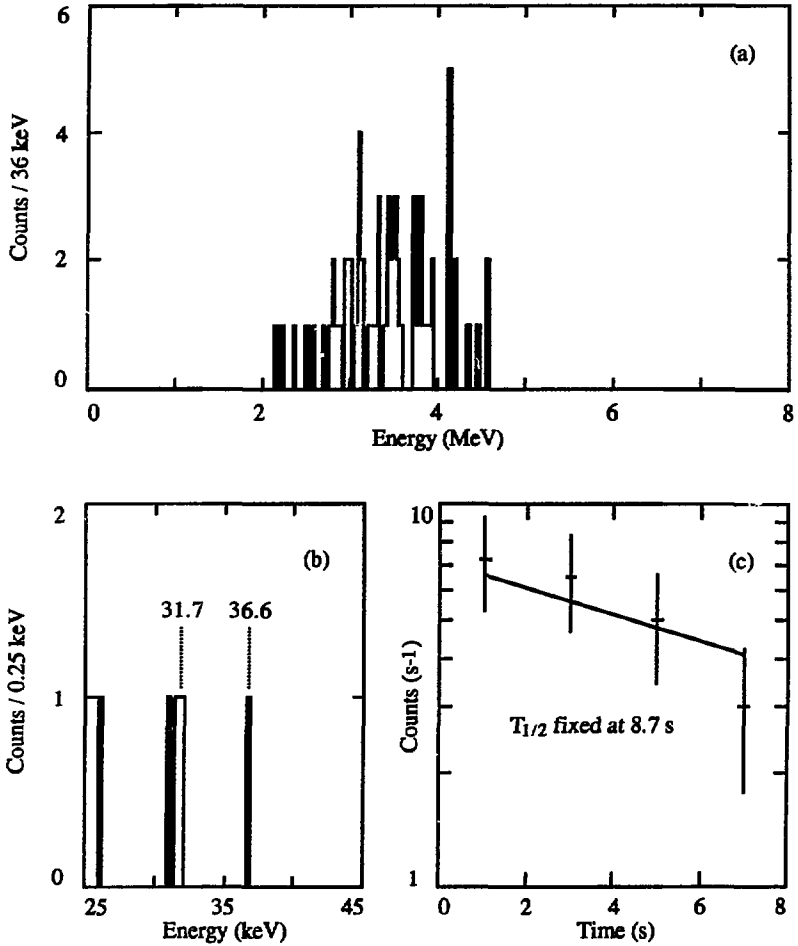 6
(a)
4
Counts / 36 keV
2
0
0 2 4 6 8
Energy (MeV)
2
(b)
31.7 36.6
1
Counts / 0.25 keV
0
25 35 45
Energy (keV)
10
(c)
Counts (s-1)
T1/2 fixed at 8.7 s
1
0 2 4 6 8
Time (s)